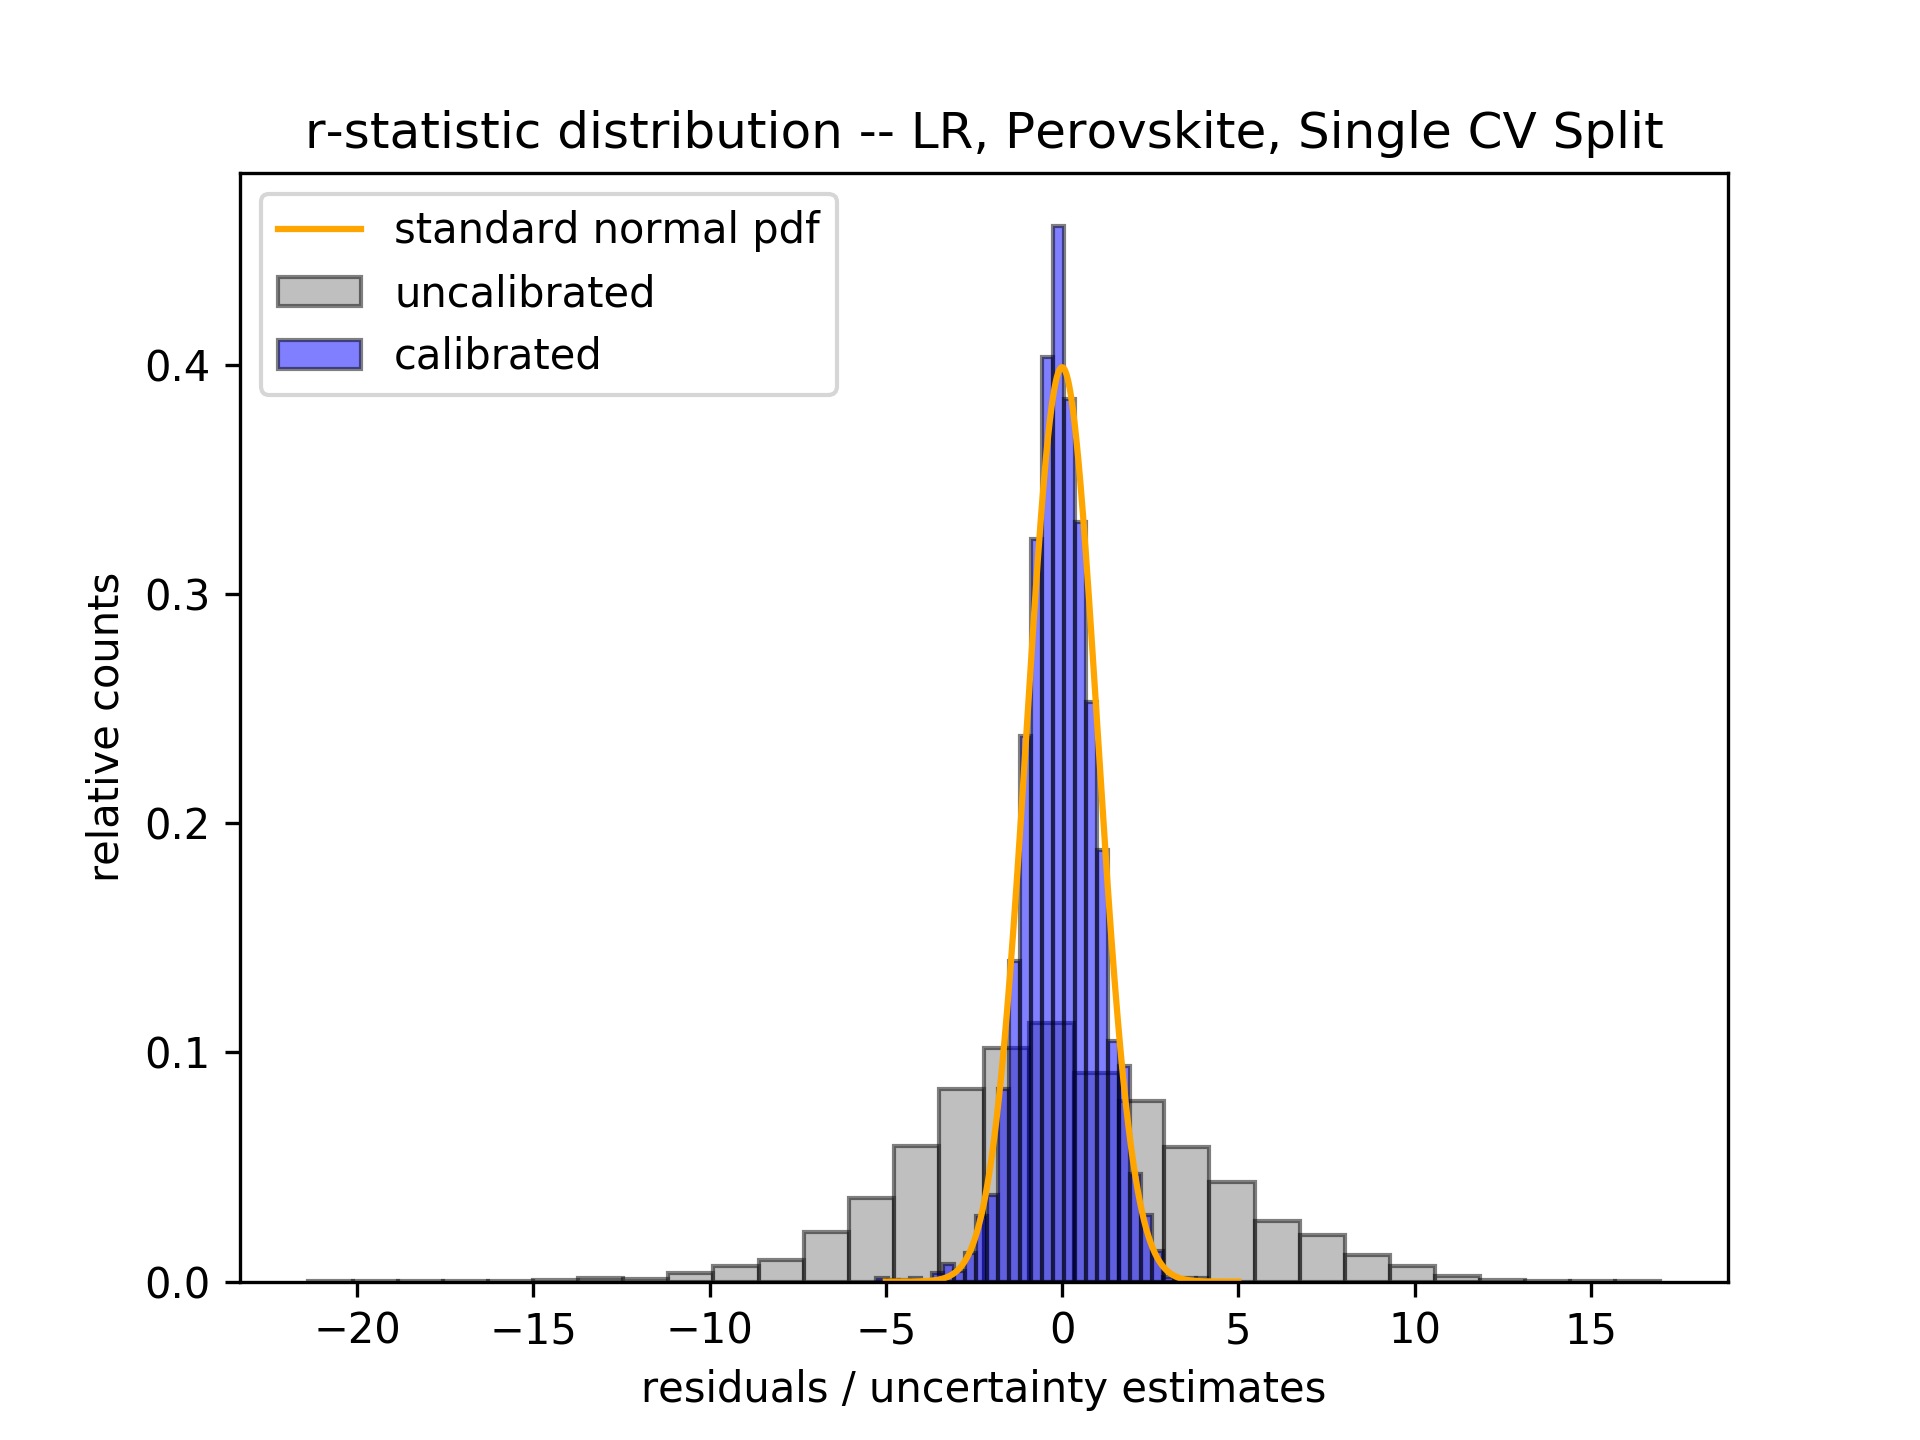 r-statistic distribution -- LR, Perovskite, Single CV Split
standard normal pdf
uncalibrated
calibrated
relative counts
0.4
0.3
0.2
0.1
0.0
−20 −15 −10 −5 0 5 10 15
residuals / uncertainty estimates